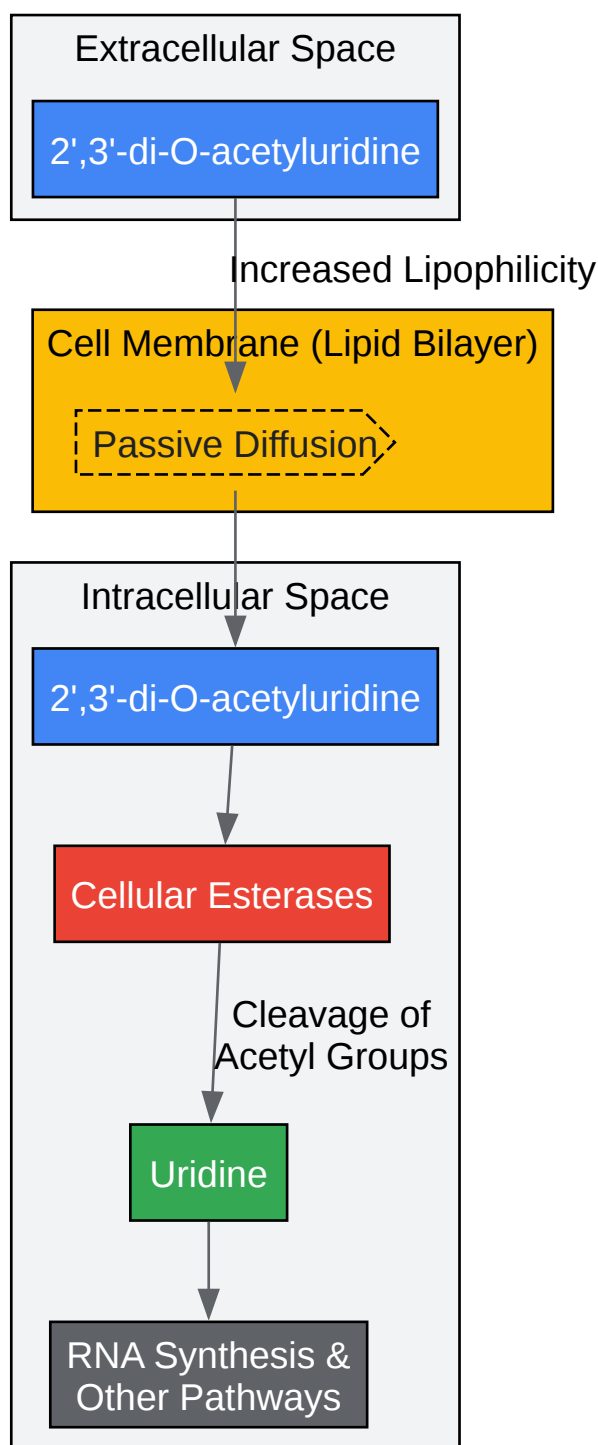 Extracellular Space
2',3'-di-O-acetyluridine
Increased Lipophilicity
Cell Membrane (Lipid Bilayer)
Passive Diffusion
Intracellular Space
2',3'-di-O-acetyluridine
Cellular Esterases
Cleavage of
Acetyl Groups
Uridine
RNA Synthesis &
Other Pathways